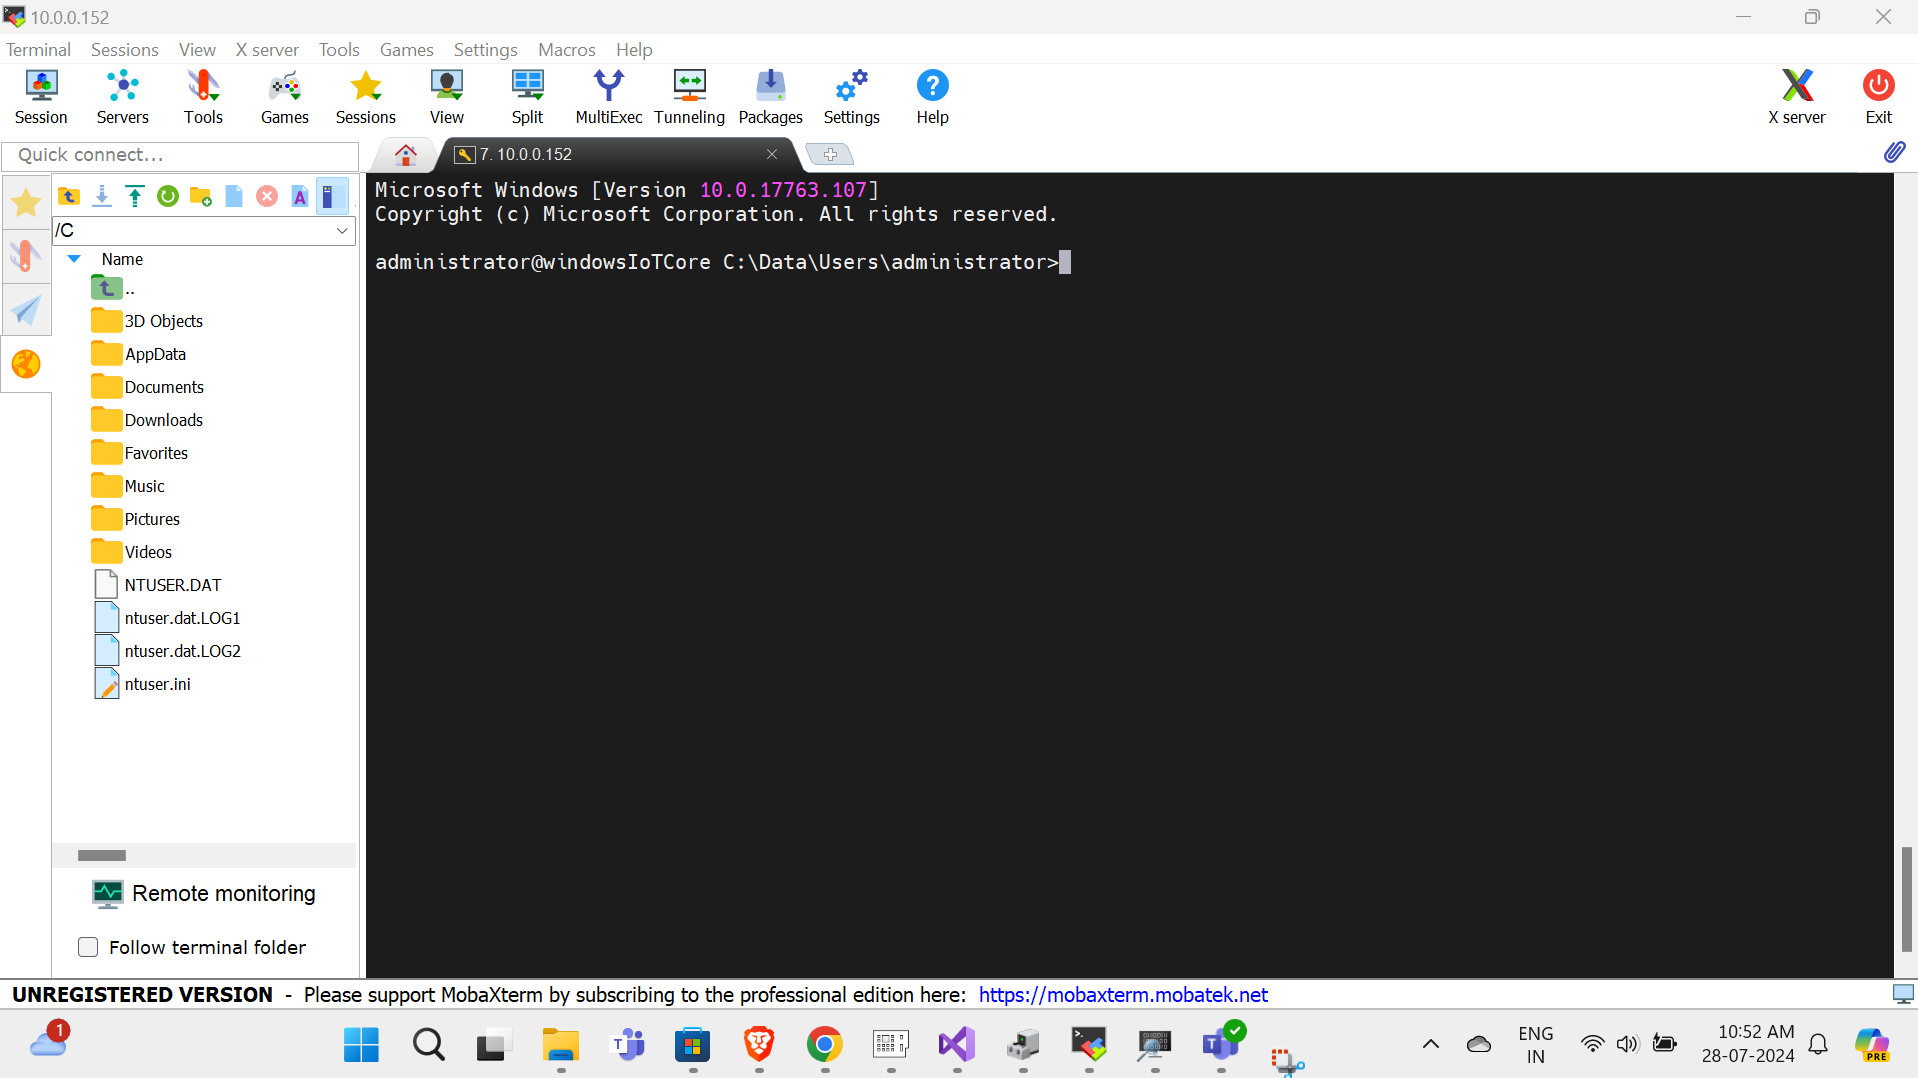 10.0.0.152
Terminal Sessions View X server Tools Games Settings Macros Help
Session Servers Tools Games Sessions View Split MultiExec Tunneling Packages Settings Help X server Exit
Quick connect...
7. 10.0.0.152
/C
Name
..
3D Objects
AppData
Documents
Downloads
Favorites
Music
Pictures
Videos
NTUSER.DAT
ntuser.dat.LOG1
ntuser.dat.LOG2
ntuser.ini
Remote monitoring
Follow terminal folder
Microsoft Windows [Version 10.0.17763.107]
Copyright (c) Microsoft Corporation. All rights reserved.
administrator@windowsIoTCore C:\Data\Users\administrator>
UNREGISTERED VERSION - Please support MobaXterm by subscribing to the professional edition here: https://mobaxterm.mobatek.net
1
ENG
IN
10:52 AM
28-07-2024
PRE